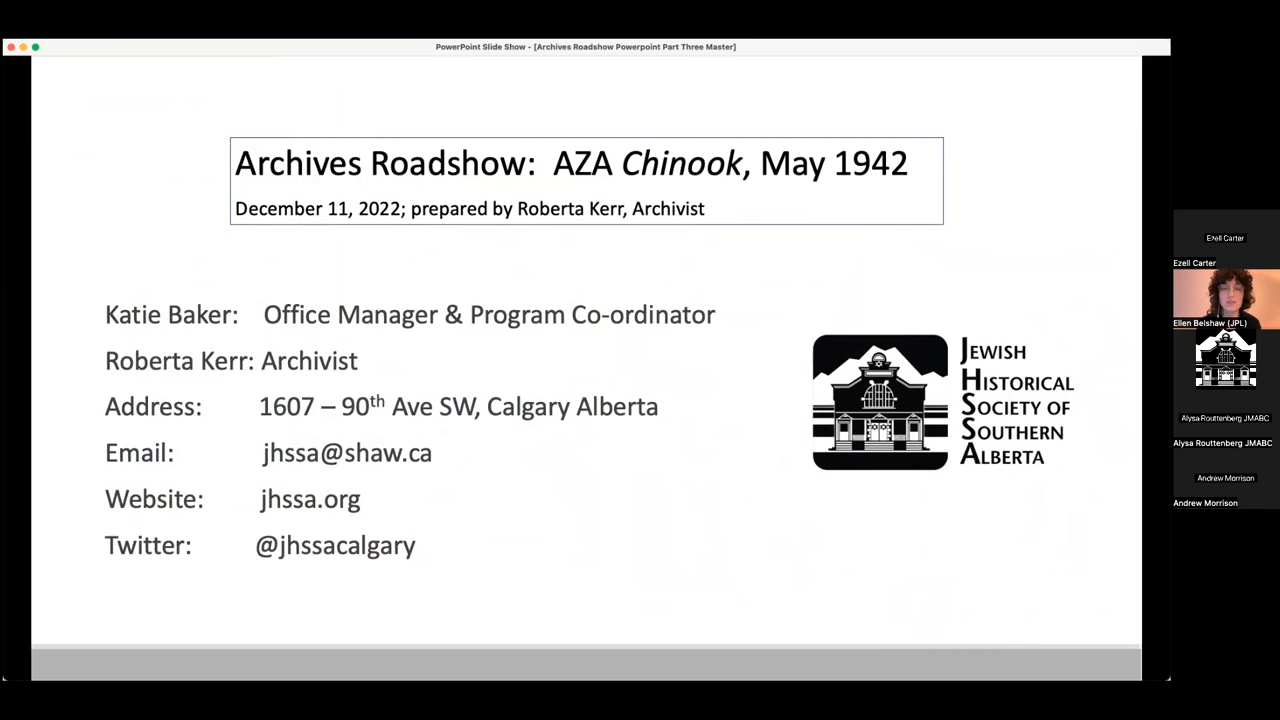 PowerPoint Slide Show - [Archives Roadshow Powerpoint Part Three Master]
Archives Roadshow: AZA Chinook, May 1942
December 11, 2022; prepared by Roberta Kerr, Archivist
Katie Baker: Office Manager & Program Co-ordinator
Roberta Kerr: Archivist
Address: 1607 – 90th Ave SW, Calgary Alberta
Email: jhssa@shaw.ca
Website: jhssa.org
Twitter: @jhssacalgary
JEWISH
HISTORICAL
SOCIETY OF
SOUTHERN
ALBERTA
Ezell Carter
Ezell Carter
Ellen Belshaw (JPL)
Alysa Routtenberg JMABC
Alysa Routtenberg JMABC
Andrew Morrison
Andrew Morrison